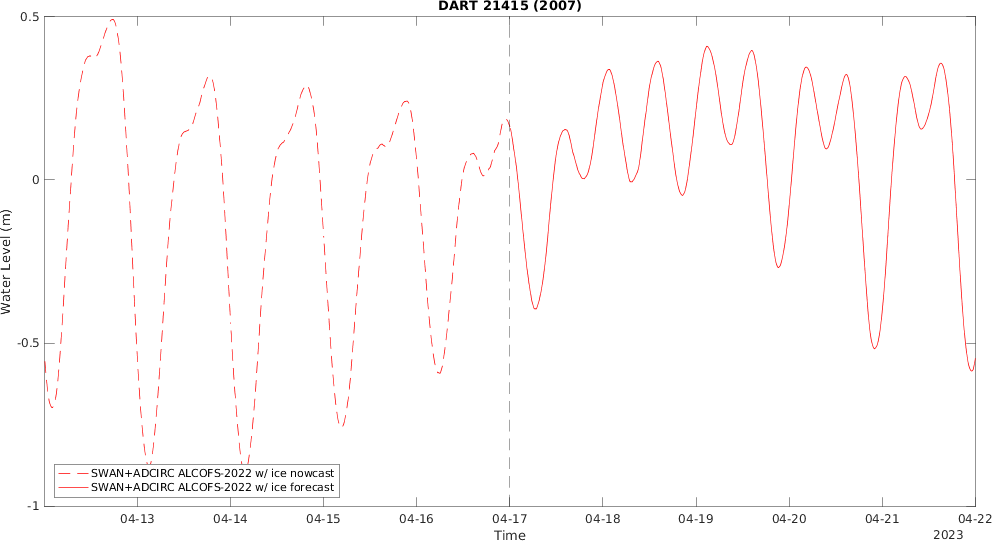 DART 21415 (2007)
0.5
0
-0.5
-1
Water Level (m)
SWAN+ADCIRC ALCOFS-2022 w/ ice nowcast
SWAN+ADCIRC ALCOFS-2022 w/ ice forecast
04-13 04-14 04-15 04-16 04-17 04-18 04-19 04-20 04-21 04-22
Time
2023